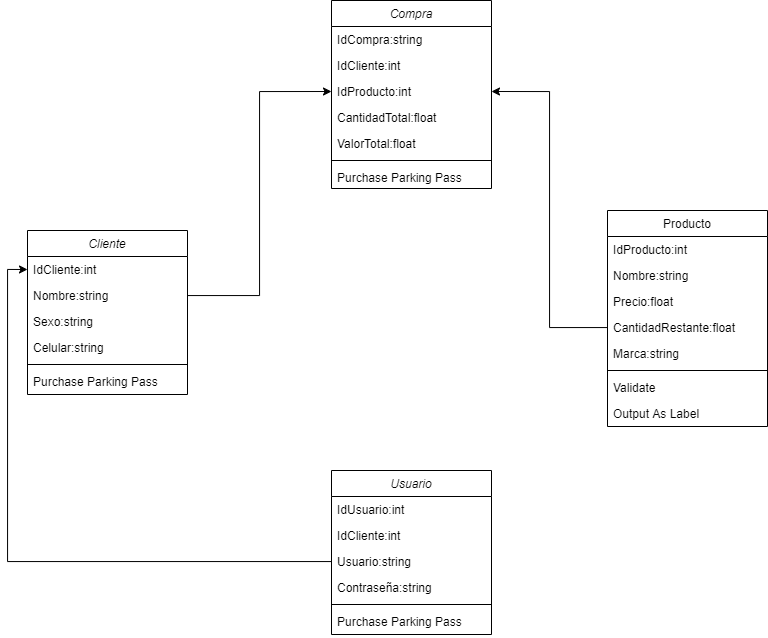 Compra
IdCompra:string
IdCliente:int
IdProducto:int
CantidadTotal:float
ValorTotal:float
Purchase Parking Pass
Cliente
IdCliente:int
Nombre:string
Sexo:string
Celular:string
Purchase Parking Pass
Producto
IdProducto:int
Nombre:string
Precio:float
CantidadRestante:float
Marca:string
Validate
Output As Label
Usuario
IdUsuario:int
IdCliente:int
Usuario:string
Contraseña:string
Purchase Parking Pass